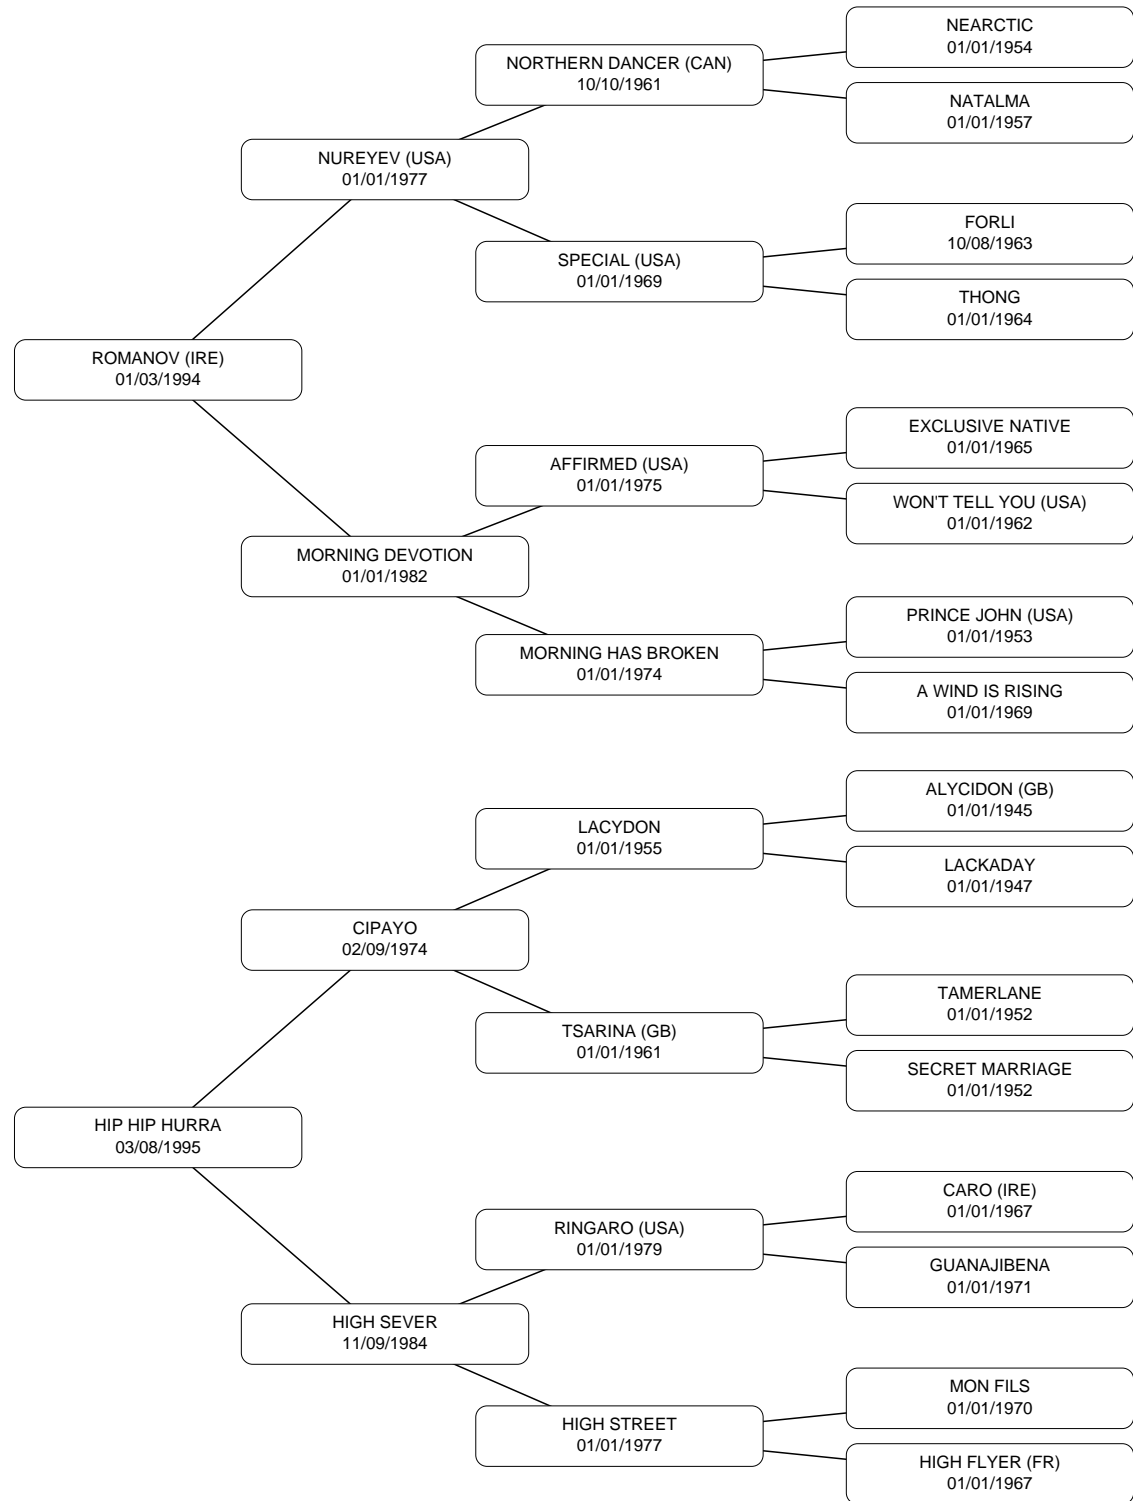 NEARCTIC
01/01/1954
NORTHERN DANCER (CAN)
10/10/1961
NATALMA
01/01/1957
NUREYEV (USA)
01/01/1977
FORLI
10/08/1963
SPECIAL (USA)
01/01/1969
THONG
01/01/1964
ROMANOV (IRE)
01/03/1994
EXCLUSIVE NATIVE
01/01/1965
AFFIRMED (USA)
01/01/1975
WON'T TELL YOU (USA)
01/01/1962
MORNING DEVOTION
01/01/1982
PRINCE JOHN (USA)
01/01/1953
MORNING HAS BROKEN
01/01/1974
A WIND IS RISING
01/01/1969
ALYCIDON (GB)
01/01/1945
LACYDON
01/01/1955
LACKADAY
01/01/1947
CIPAYO
02/09/1974
TAMERLANE
01/01/1952
TSARINA (GB)
01/01/1961
SECRET MARRIAGE
01/01/1952
HIP HIP HURRA
03/08/1995
CARO (IRE)
01/01/1967
RINGARO (USA)
01/01/1979
GUANAJIBENA
01/01/1971
HIGH SEVER
11/09/1984
MON FILS
01/01/1970
HIGH STREET
01/01/1977
HIGH FLYER (FR)
01/01/1967